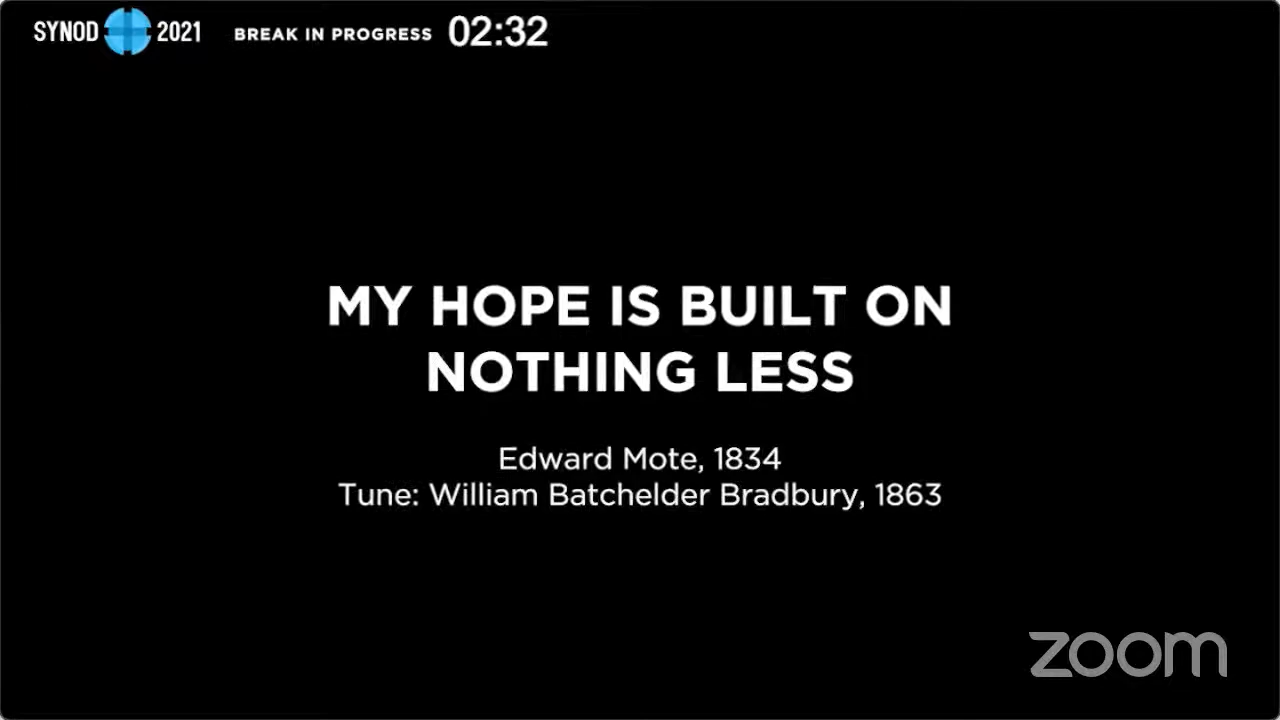 SYNOD 2021 BREAK IN PROGRESS 02:32
MY HOPE IS BUILT ON
NOTHING LESS
Edward Mote, 1834
Tune: William Batchelder Bradbury, 1863
zoom